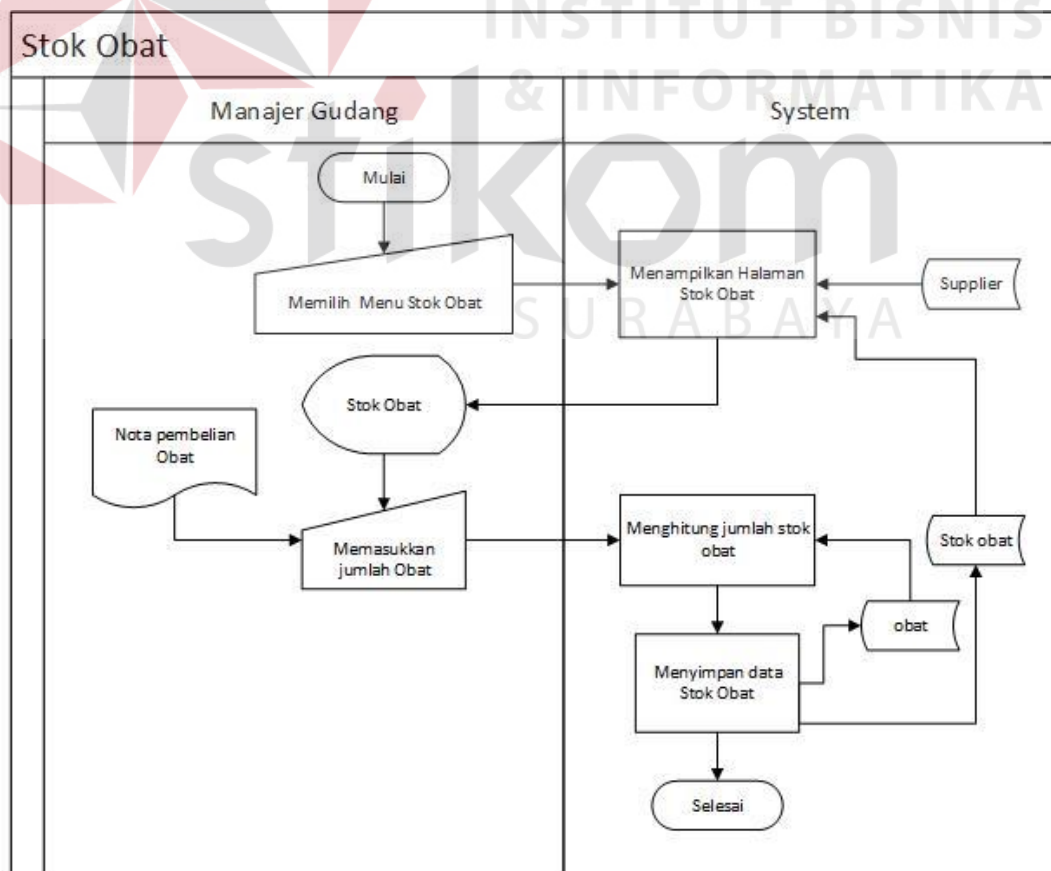 INSTITUT BISNIS
& INFORMATIKA
stikom
SURABAYA
Stok Obat
Manajer Gudang
System
Mulai
Memilih Menu Stok Obat
Menampilkan Halaman
Stok Obat
Supplier
Stok Obat
Nota pembelian
Obat
Memasukkan
jumlah Obat
Menghitung jumlah stok
obat
Stok obat
obat
Menyimpan data
Stok Obat
Selesai